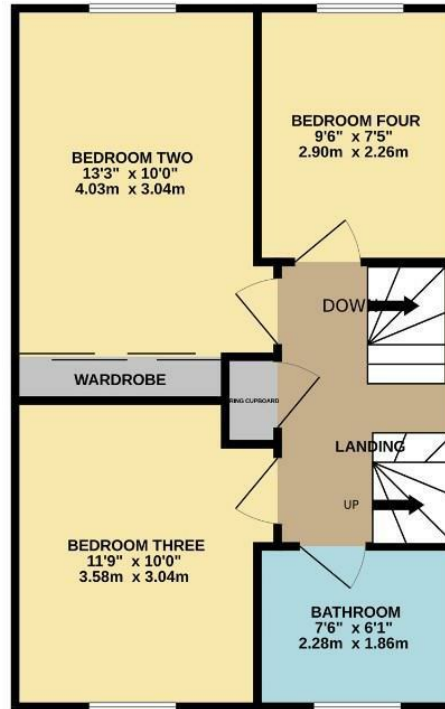 BEDROOM TWO
13'3" x 10'0"
4.03m x 3.04m
BEDROOM FOUR
9'6" x 7'5"
2.90m x 2.26m
DOWN
WARDROBE
RING CUPBOARD
LANDING
UP
BEDROOM THREE
11'9" x 10'0"
3.58m x 3.04m
BATHROOM
7'6" x 6'1"
2.28m x 1.86m